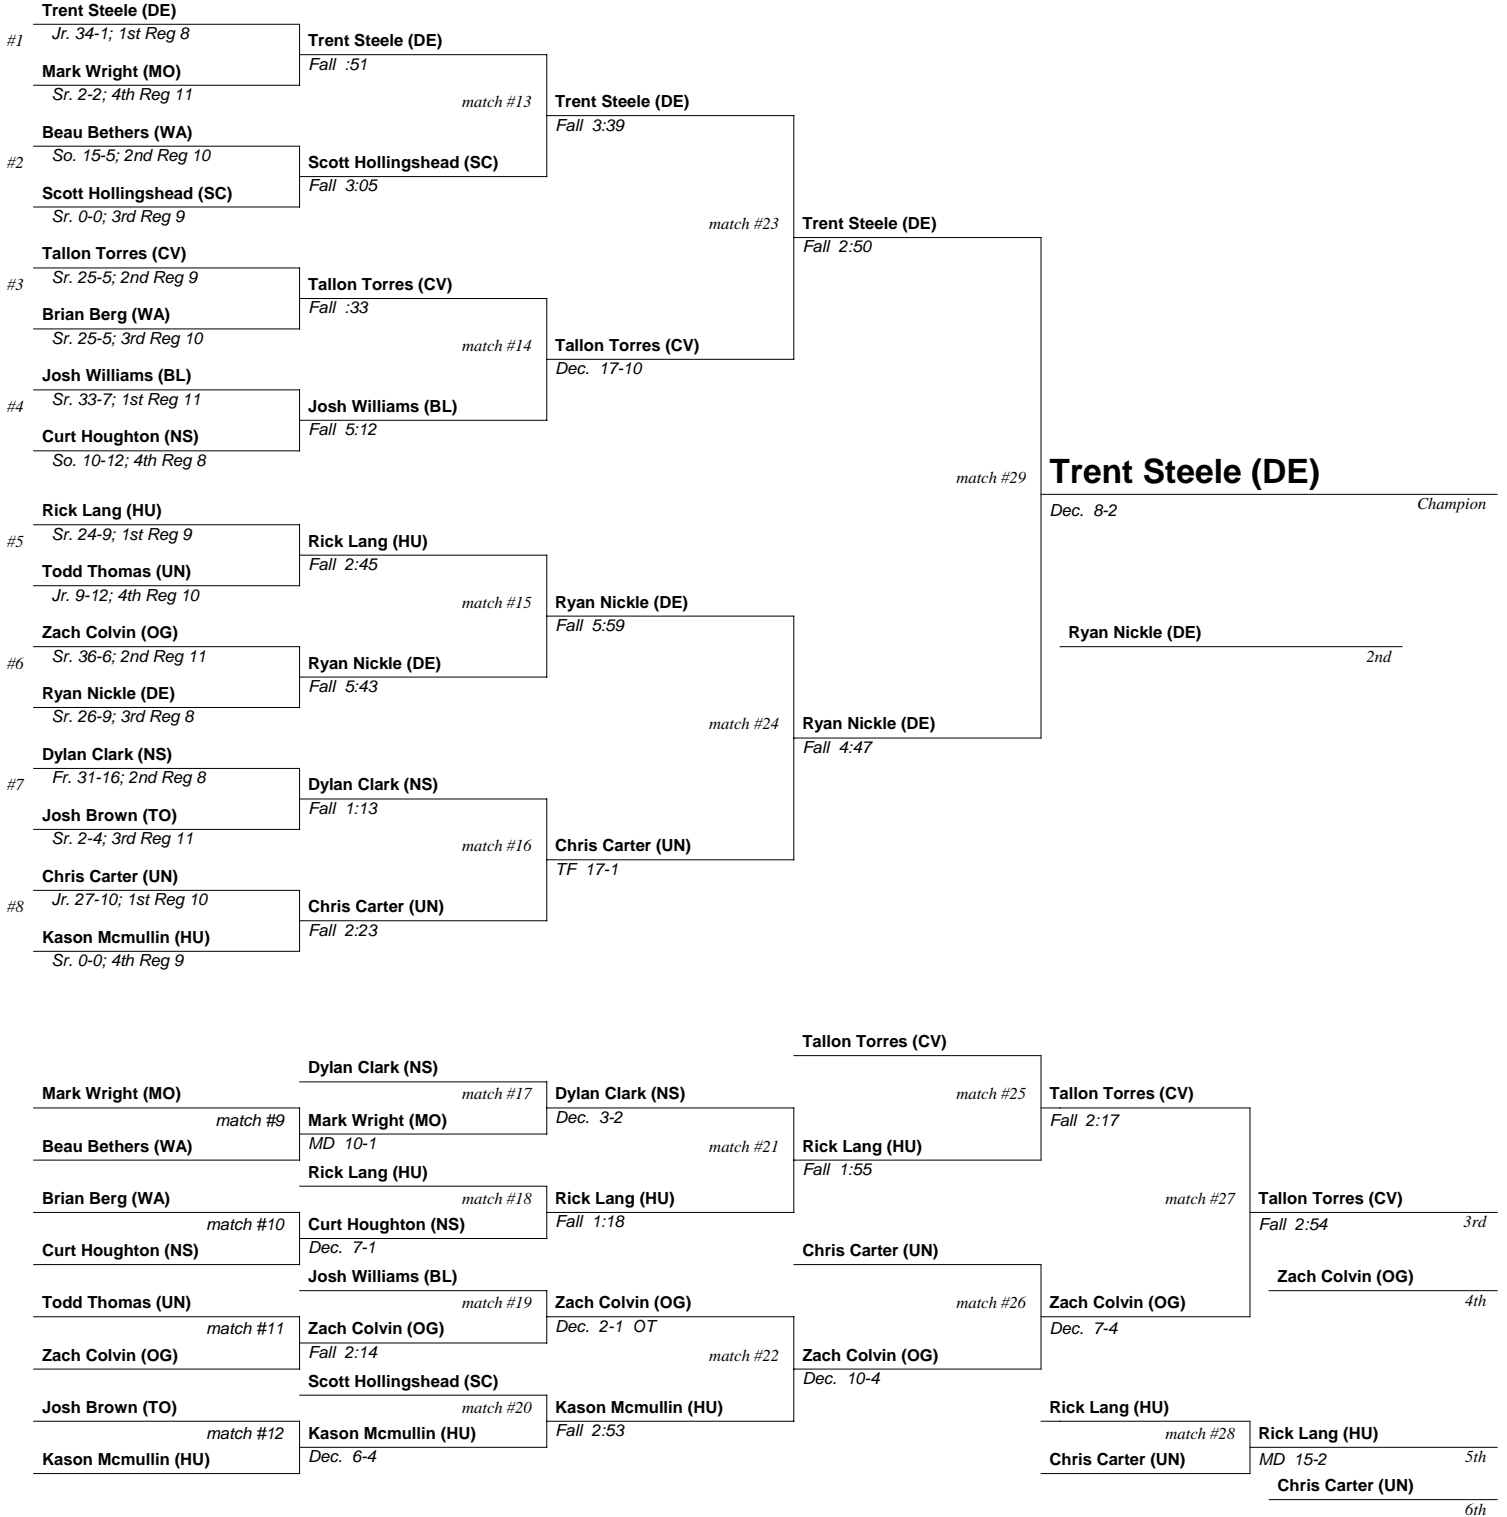 Trent Steele (DE)
#1 Jr. 34-1; 1st Reg 8
Trent Steele (DE)
Fall :51
Mark Wright (MO)
Sr. 2-2; 4th Reg 11
match #13 Trent Steele (DE)
Fall 3:39
Beau Bethers (WA)
#2 So. 15-5; 2nd Reg 10
Scott Hollingshead (SC)
Fall 3:05
Scott Hollingshead (SC)
Sr. 0-0; 3rd Reg 9
match #23 Trent Steele (DE)
Fall 2:50
Tallon Torres (CV)
#3 Sr. 25-5; 2nd Reg 9
Tallon Torres (CV)
Fall :33
Brian Berg (WA)
Sr. 25-5; 3rd Reg 10
match #14 Tallon Torres (CV)
Dec. 17-10
Josh Williams (BL)
#4 Sr. 33-7; 1st Reg 11
Josh Williams (BL)
Fall 5:12
Curt Houghton (NS)
So. 10-12; 4th Reg 8
match #29 Trent Steele (DE)
Dec. 8-2 Champion
Rick Lang (HU)
#5 Sr. 24-9; 1st Reg 9
Rick Lang (HU)
Fall 2:45
Todd Thomas (UN)
Jr. 9-12; 4th Reg 10
match #15 Ryan Nickle (DE)
Fall 5:59
Ryan Nickle (DE)
2nd
Zach Colvin (OG)
#6 Sr. 36-6; 2nd Reg 11
Ryan Nickle (DE)
Fall 5:43
Ryan Nickle (DE)
Sr. 26-9; 3rd Reg 8
match #24 Ryan Nickle (DE)
Fall 4:47
Dylan Clark (NS)
#7 Fr. 31-16; 2nd Reg 8
Dylan Clark (NS)
Fall 1:13
Josh Brown (TO)
Sr. 2-4; 3rd Reg 11
match #16 Chris Carter (UN)
TF 17-1
Chris Carter (UN)
#8 Jr. 27-10; 1st Reg 10
Chris Carter (UN)
Fall 2:23
Kason Mcmullin (HU)
Sr. 0-0; 4th Reg 9
Tallon Torres (CV)
Dylan Clark (NS)
Mark Wright (MO)
match #17 Dylan Clark (NS)
Dec. 3-2
match #25 Tallon Torres (CV)
Fall 2:17
match #9 Mark Wright (MO)
MD 10-1
Beau Bethers (WA)
match #21 Rick Lang (HU)
Fall 1:55
Rick Lang (HU)
Brian Berg (WA)
match #18 Rick Lang (HU)
Fall 1:18
match #27 Tallon Torres (CV)
Fall 2:54 3rd
match #10 Curt Houghton (NS)
Dec. 7-1
Curt Houghton (NS)
Chris Carter (UN)
Josh Williams (BL)
Zach Colvin (OG)
4th
Todd Thomas (UN)
match #19 Zach Colvin (OG)
Dec. 2-1 OT
match #26 Zach Colvin (OG)
Dec. 7-4
match #11 Zach Colvin (OG)
Fall 2:14
Zach Colvin (OG)
match #22 Zach Colvin (OG)
Dec. 10-4
Scott Hollingshead (SC)
Josh Brown (TO)
match #20 Kason Mcmullin (HU)
Fall 2:53
Rick Lang (HU)
match #12 Kason Mcmullin (HU)
Dec. 6-4
match #28 Rick Lang (HU)
MD 15-2 5th
Kason Mcmullin (HU)
Chris Carter (UN)
Chris Carter (UN)
6th